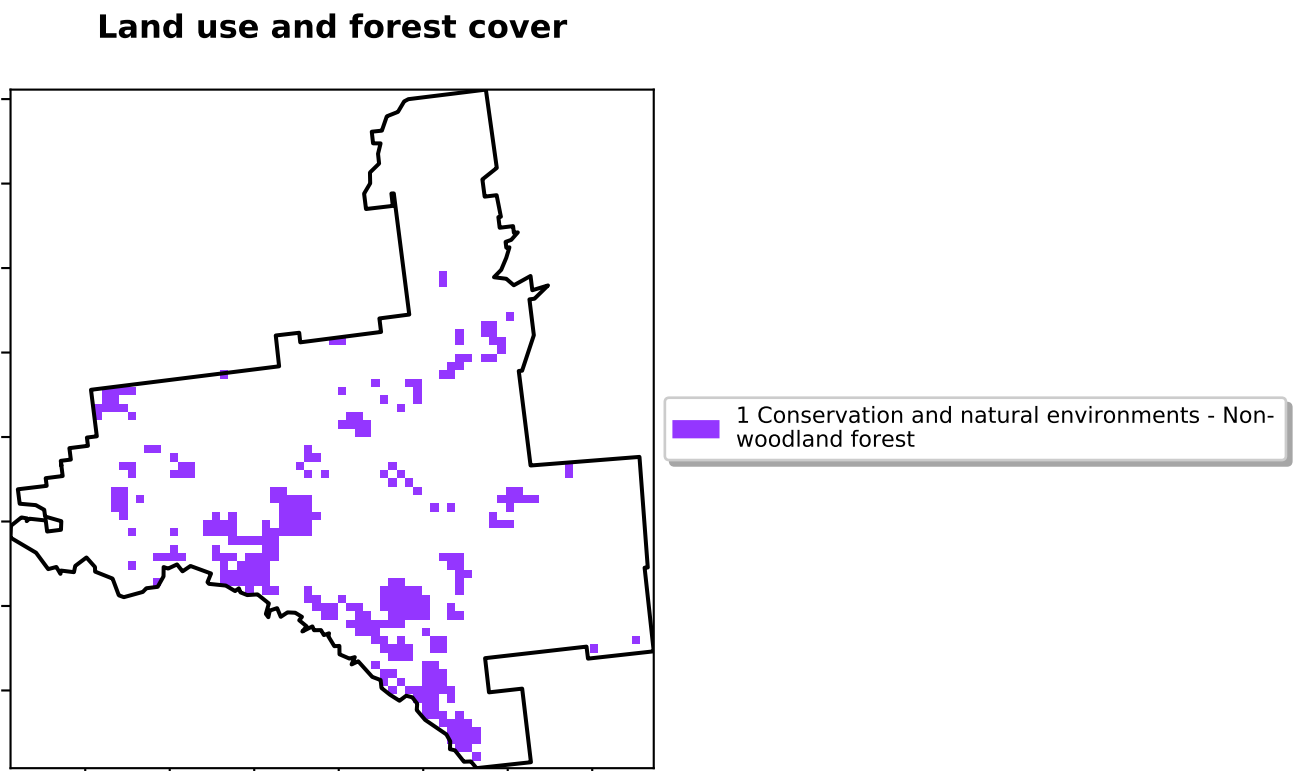 Land use and forest cover
1 Conservation and natural environments - Non-
woodland forest